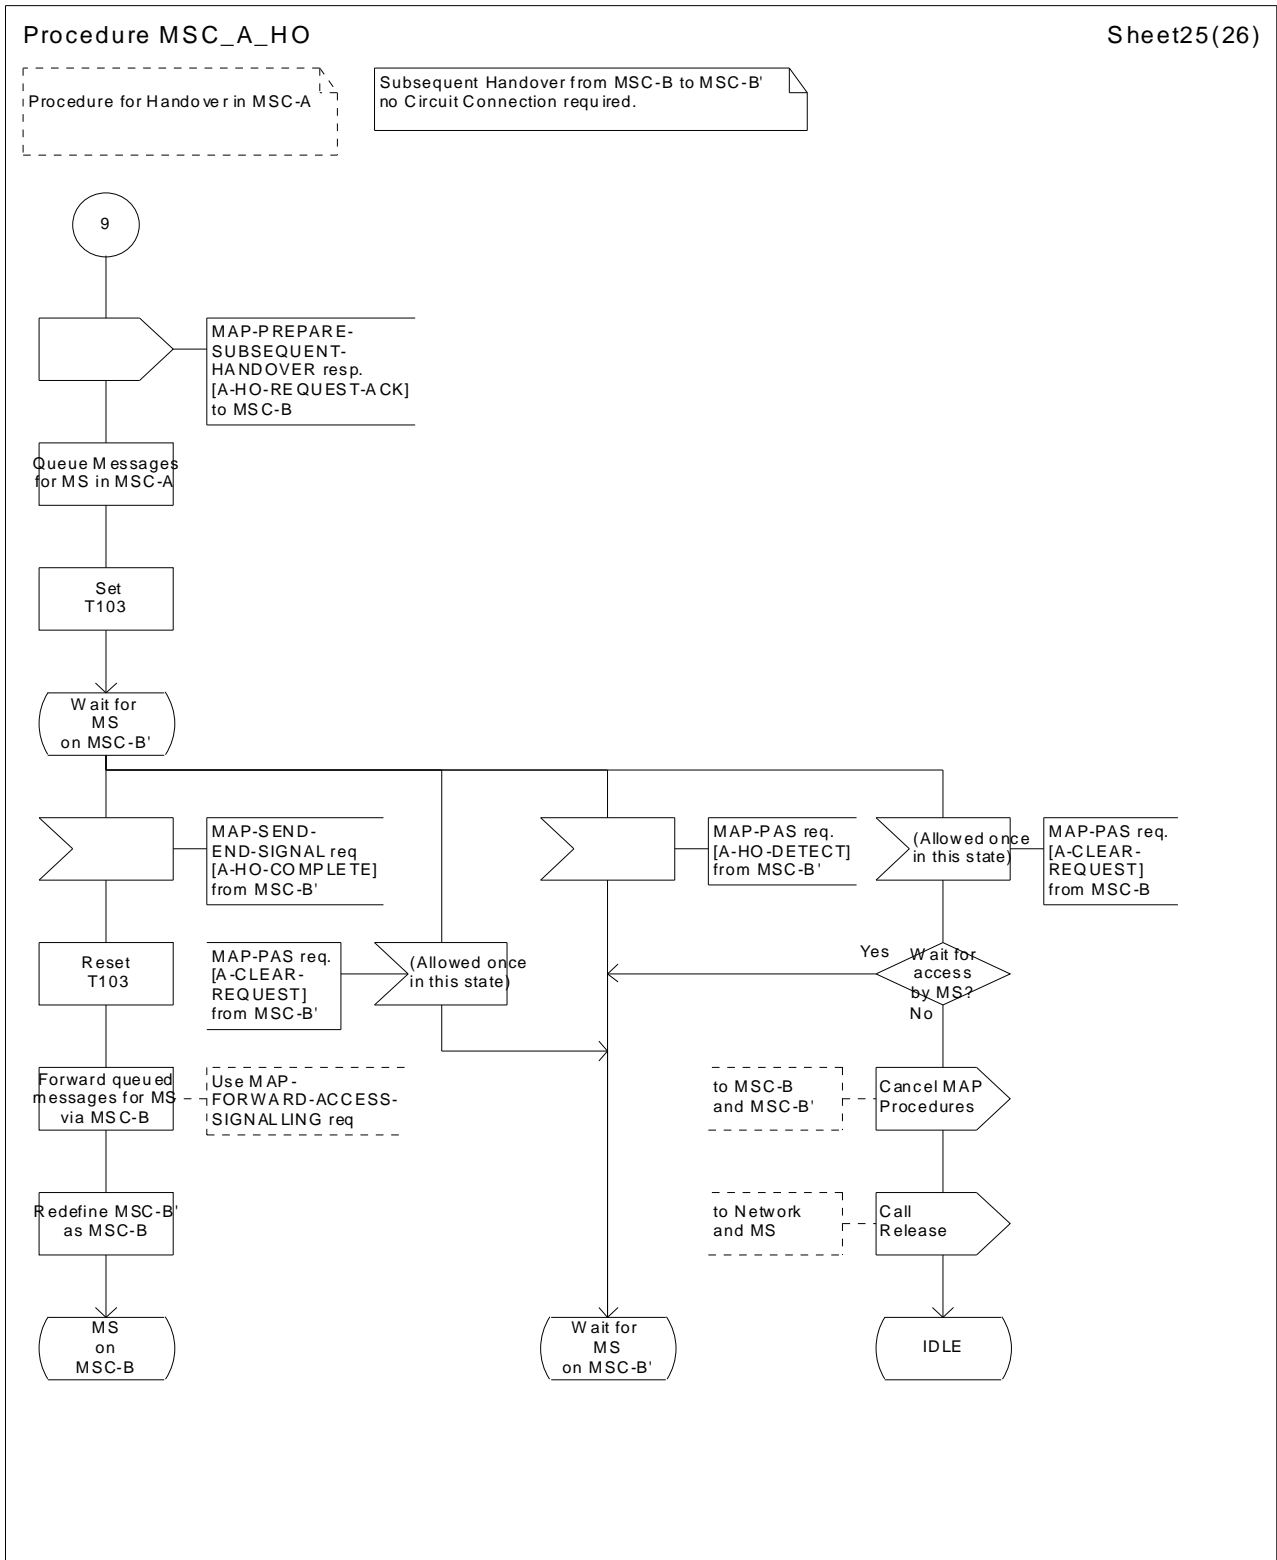 Procedure MSC_A_HO
Sheet25(26)
Procedure for Handover in MSC-A
Subsequent Handover from MSC-B to MSC-B'
no Circuit Connection required.
9
MAP-PREPARE-
SUBSEQUENT-
HANDOVER resp.
[A-HO-REQUEST-ACK]
to MSC-B
Queue Messages
for MS in MSC-A
Set
T103
Wait for
MS
on MSC-B'
MAP-SEND-
END-SIGNAL req
[A-HO-COMPLETE]
from MSC-B'
MAP-PAS req.
[A-HO-DETECT]
from MSC-B'
(Allowed once
in this state)
MAP-PAS req.
[A-CLEAR-
REQUEST]
from MSC-B
Reset
T103
MAP-PAS req.
[A-CLEAR-
REQUEST]
from MSC-B'
(Allowed once
in this state)
Yes
Wait for
access
by MS?
No
Forward queued
messages for MS
via MSC-B
Use MAP-
FORWARD-ACCESS-
SIGNALLING req
to MSC-B
and MSC-B'
Cancel MAP
Procedures
Redefine MSC-B'
as MSC-B
to Network
and MS
Call
Release
MS
on
MSC-B
Wait for
MS
on MSC-B'
IDLE